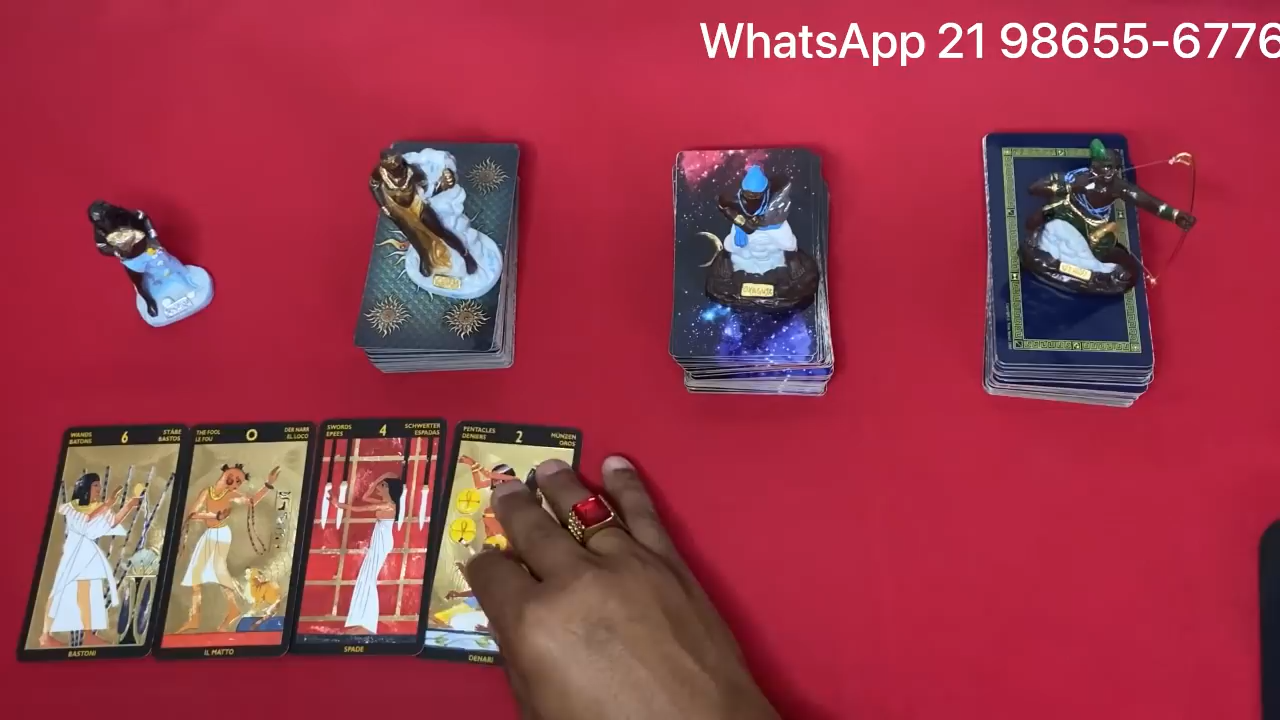 WhatsApp 21 98655-6776
WANDS
BATONS
6
STÄBE
BASTOS
BASTONI
THE FOOL
LE FOU
0
DER NARR
EL LOCO
IL MATTO
SWORDS
EPEES
4
SCHWERTER
ESPADAS
SPADE
PENTACLES
DENIERS
2
MÜNZEN
OROS
DENARI